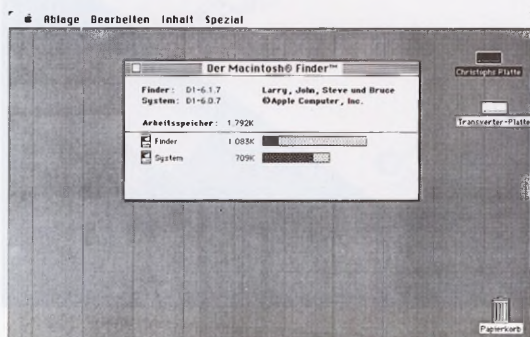 Ablage Bearbeiten Inhalt Spezial
Der Macintosh® Finder™
Finder: D1-6.1.7 Larry, John, Steve und Bruce
System: D1-6.0.7 ©Apple Computer, Inc.
Arbeitsspeicher: 1.792K
Finder 1 083K
System 709K
Christophs Platte
Transverter-Platte
Papierkorb